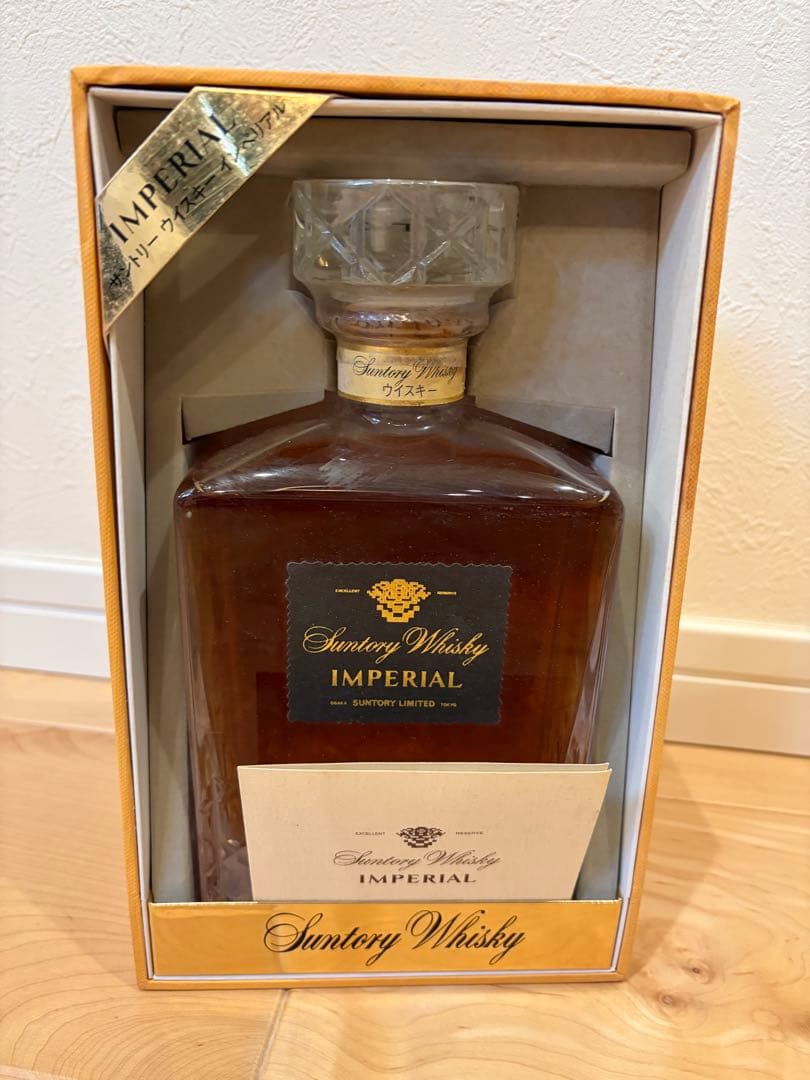 IMPERIAL
サントリー ウイスキー インペリアル
Suntory Whisky
ウイスキー
EXCELLENT RESERVE
Suntory Whisky
IMPERIAL
OSAKA SUNTORY LIMITED TOKYO
EXCELLENT RESERVE
Suntory Whisky
IMPERIAL
Suntory Whisky